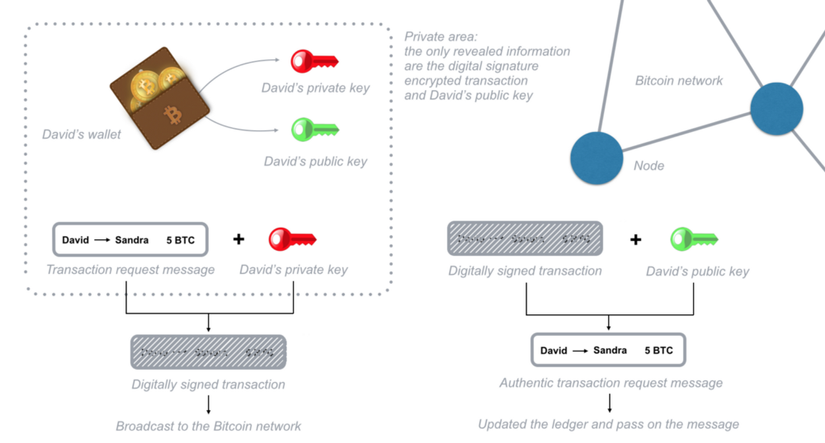 Private area:
the only revealed information
are the digital signature
encrypted transaction
and David's public key
David's private key
David's wallet
David's public key
Bitcoin network
Node
David → Sandra 5 BTC
+
Transaction request message
David's private key
Digitally signed transaction
Broadcast to the Bitcoin network
+
Digitally signed transaction
David's public key
David → Sandra 5 BTC
Authentic transaction request message
Updated the ledger and pass on the message